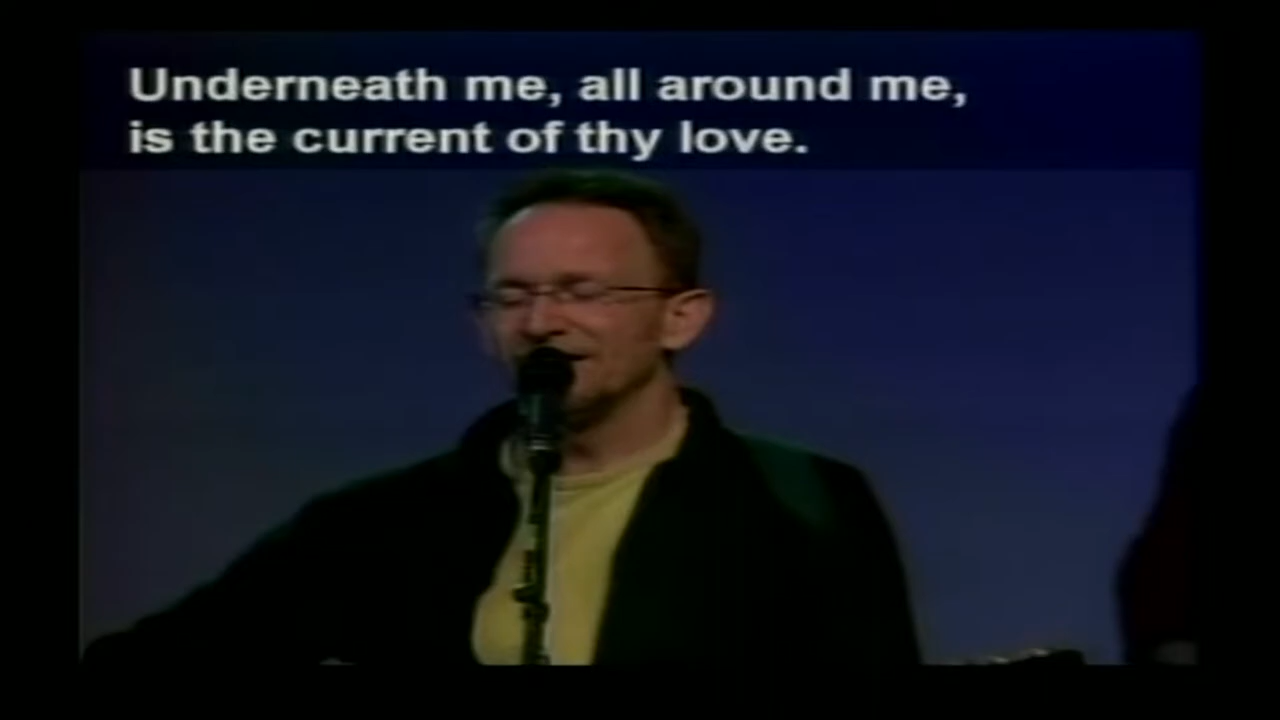 Underneath me, all around me,
is the current of thy love.